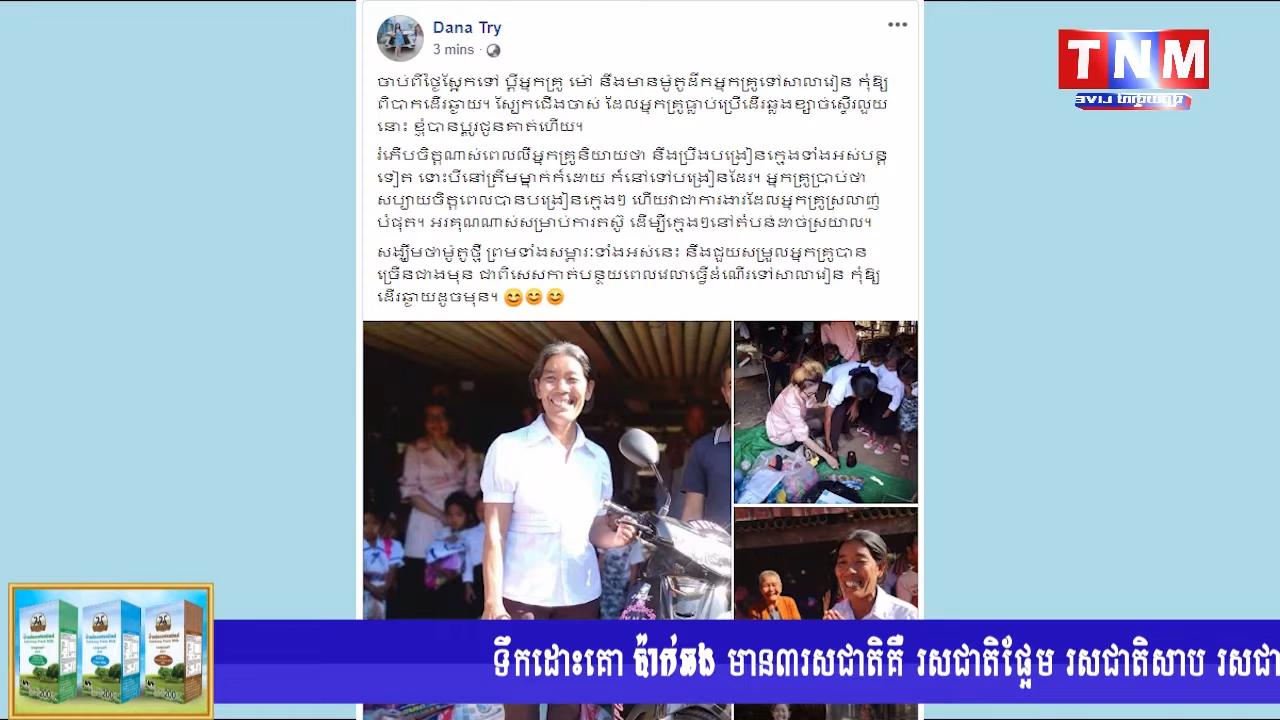 Dana Try
3 mins ·
ចាប់ពីថ្ងៃស្អែកទៅ ប្តីអ្នកគ្រូ ម៉ៅ នឹងមានម៉ូតូឌឹកអ្នកគ្រូទៅសាលារៀន កុំឱ្យ
ពិបាកដើរឆ្ងាយ។ ស្បែកជើងចាស់ ដែលអ្នកគ្រូធ្លាប់ប្រើដើរឆ្លងខ្សាច់ស្ទើរលួយ
នោះ ខ្ញុំបានប្តូរជូនគាត់ហើយ។
រំភើបចិត្តណាស់ពេលលឺអ្នកគ្រូនិយាយថា នឹងប្រឹងបង្រៀនក្មេងទាំងអស់បន្ត
ទៀត ទោះបីនៅត្រឹមម្នាក់ក៏ដោយ ក៏នៅទៅបង្រៀនដែរ។ អ្នកគ្រូប្រាប់ថា
សប្បាយចិត្តពេលបានបង្រៀនក្មេងៗ ហើយវាជាការងារដែលអ្នកគ្រូស្រលាញ់
បំផុត។ អរគុណណាស់សម្រាប់ការតស៊ូ ដើម្បីក្មេងៗនៅតំបន់ដាច់ស្រយាល។
សង្ឃឹមថាម៉ូតូថ្មី ព្រមទាំងសម្ភារៈទាំងអស់នេះ នឹងជួយសម្រួលអ្នកគ្រូបាន
ច្រើនជាងមុន ជាពិសេសកាត់បន្ថយពេលវេលាធ្វើដំណើរទៅសាលារៀន កុំឱ្យ
ដើរឆ្ងាយដូចមុន។ 😊😊😊
TNM
ទឹកដោះគោ មាន៣រសជាតិគឺ រសជាតិផ្អែម រសជាតិសាប រសជា